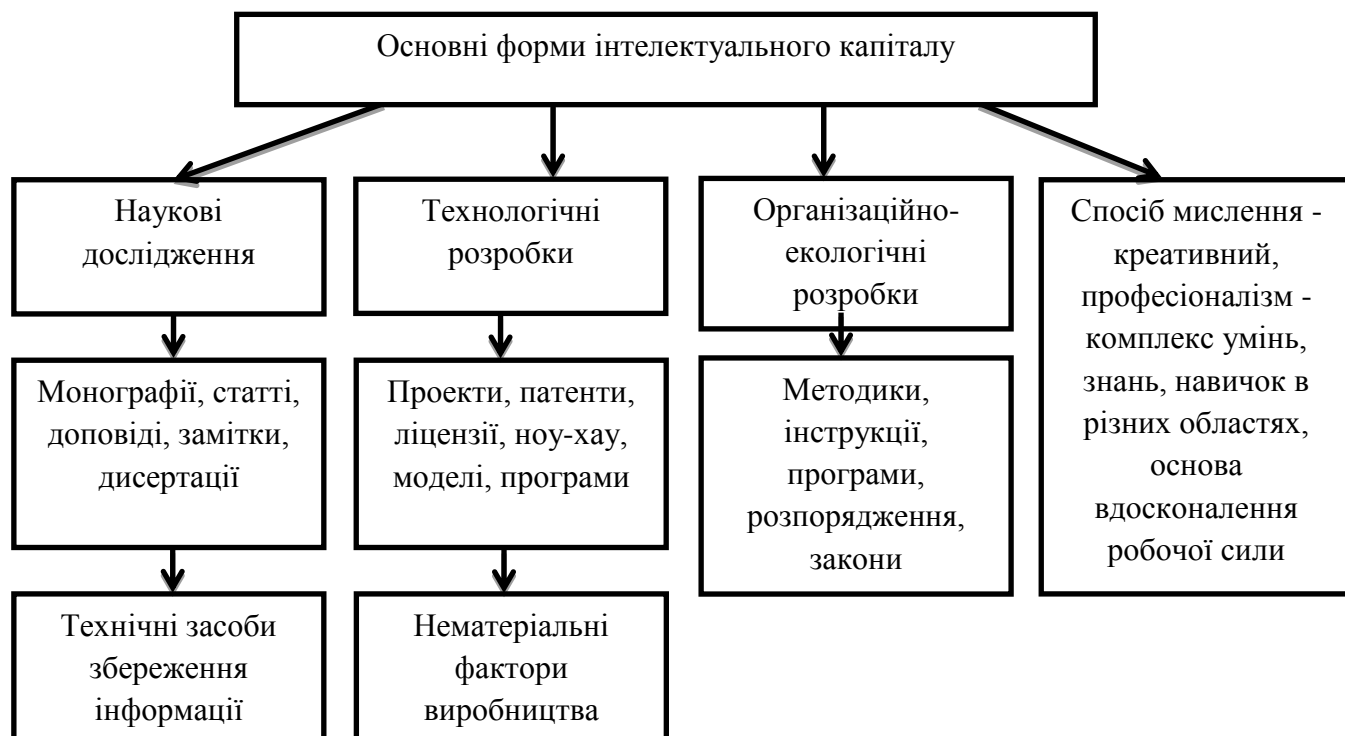 Основні форми інтелектуального капіталу
Наукові
дослідження
Технологічні
розробки
Організаційно-
екологічні
розробки
Спосіб мислення -
креативний,
професіоналізм -
комплекс умінь,
знань, навичок в
різних областях,
основа
вдосконалення
робочої сили
Монографії, статті,
доповіді, замітки,
дисертації
Проекти, патенти,
ліцензії, ноу-хау,
моделі, програми
Методики,
інструкції,
програми,
розпорядження,
закони
Технічні засоби
збереження
інформації
Нематеріальні
фактори
виробництва